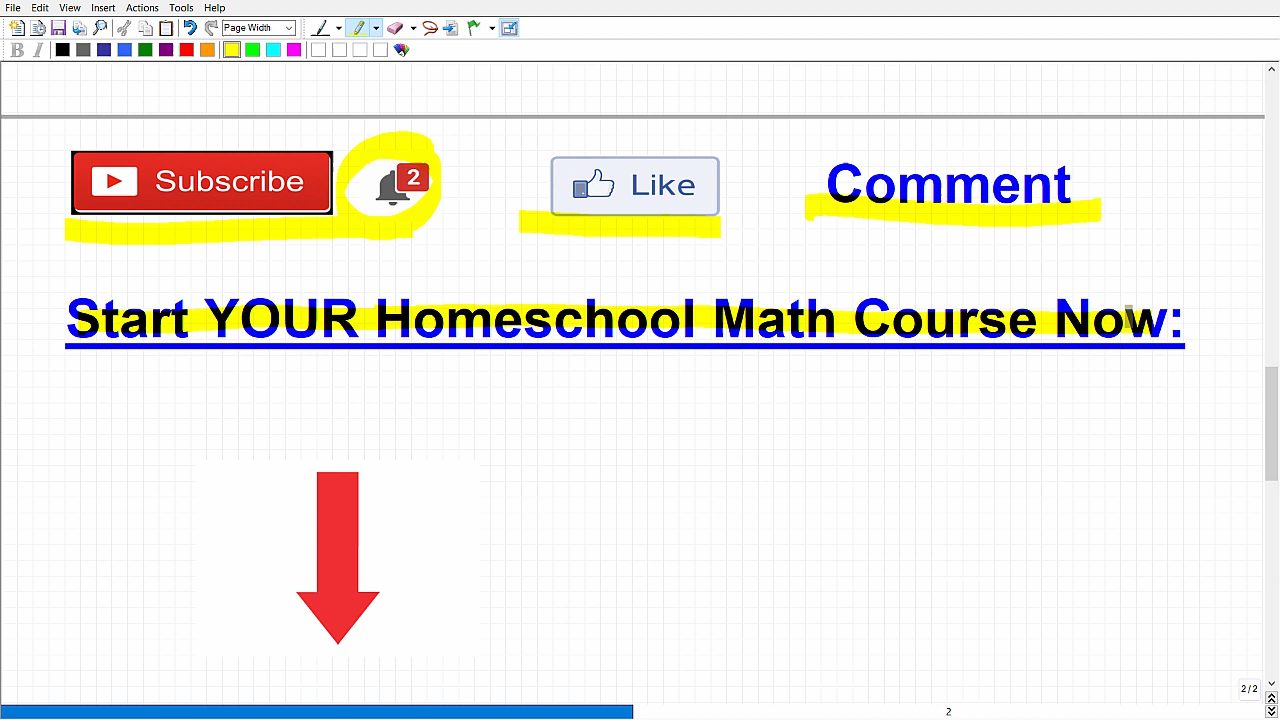 File Edit View Insert Actions Tools Help
Page Width
B I
Subscribe 2 Like Comment
Start YOUR Homeschool Math Course Now:
2/2
2